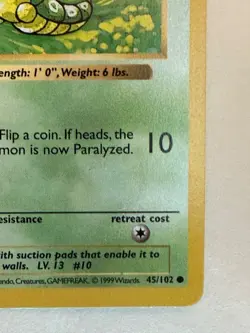 ength: 1' 0", Weight: 6 lbs.
Flip a coin. If heads, the
mon is now Paralyzed. 10
esistance retreat cost
with suction pads that enable it to
walls. LV. 13 #10
ndo, Creatures, GAMEFREAK. © 1999 Wizards. 45/102 ●